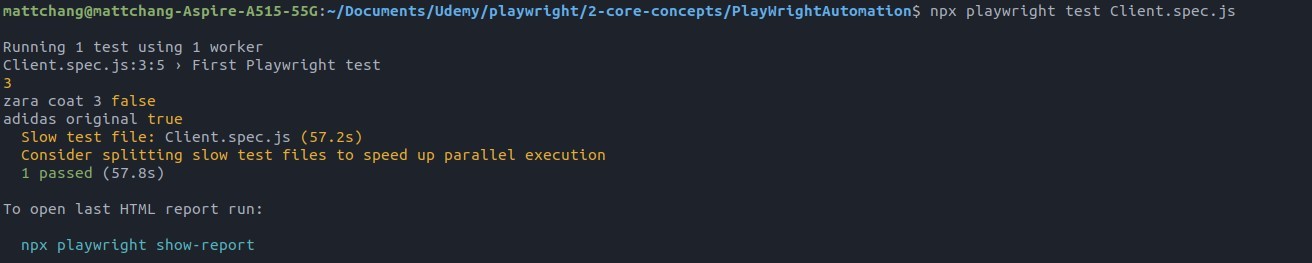 mattchang@mattchang-Aspire-A515-55G:~/Documents/Udemy/playwright/2-core-concepts/PlayWrightAutomation$ npx playwright test Client.spec.js
Running 1 test using 1 worker
Client.spec.js:3:5 › First Playwright test
3
zara coat 3 false
adidas original true
Slow test file: Client.spec.js (57.2s)
Consider splitting slow test files to speed up parallel execution
1 passed (57.8s)
To open last HTML report run:
npx playwright show-report